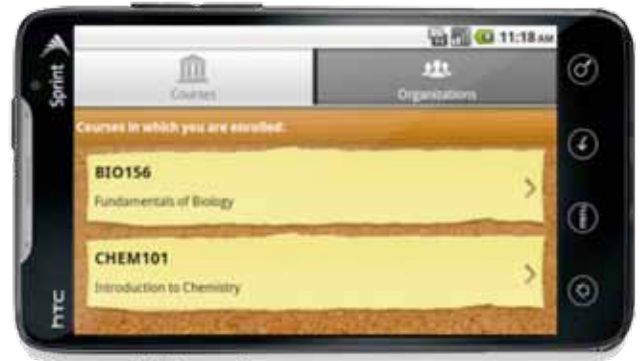 11:18 AM
Sprint
Courses
Organizations
Courses in which you are enrolled:
BIO156
Fundamentals of Biology
CHEM101
Introduction to Chemistry
htc
menu